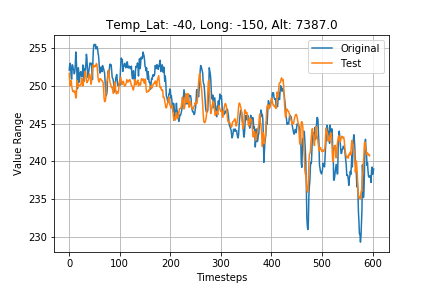 Temp_Lat: -40, Long: -150, Alt: 7387.0
Original
Test
Value Range
255
250
245
240
235
230
0 100 200 300 400 500 600
Timesteps